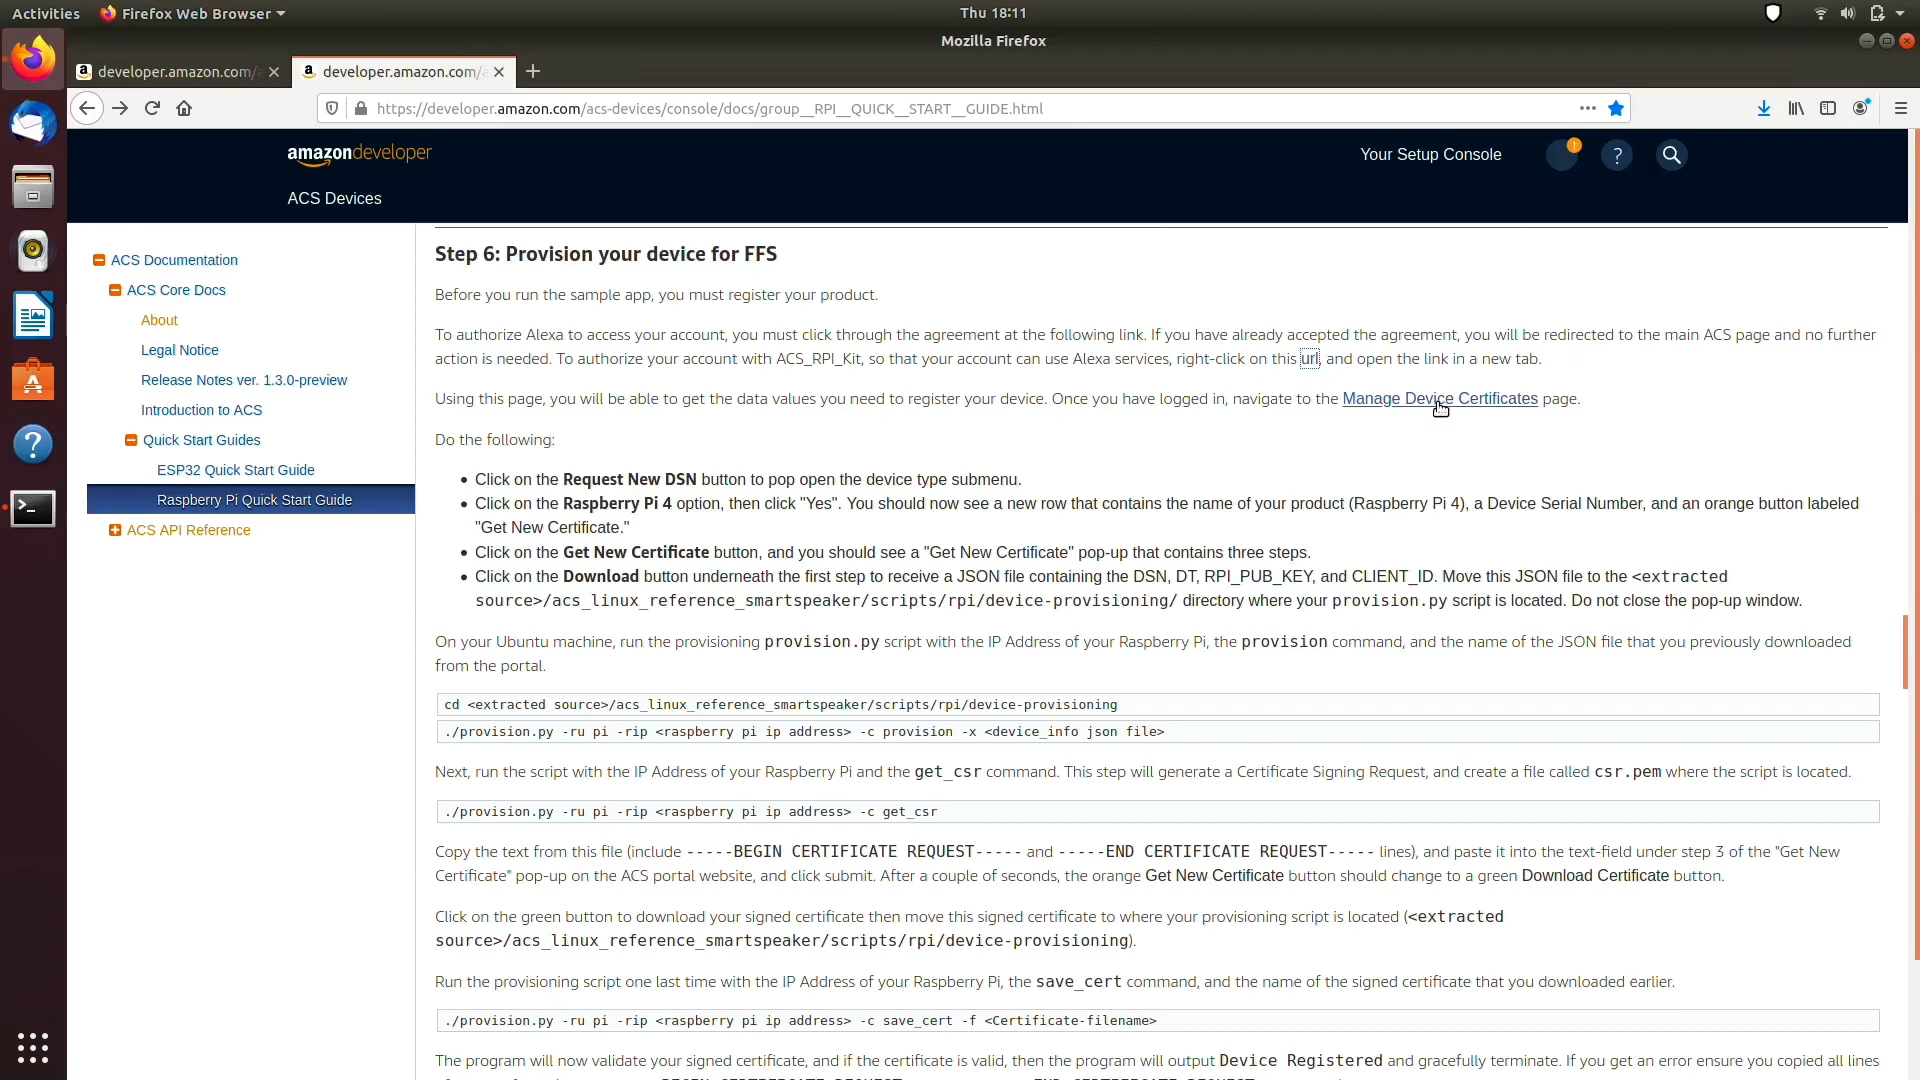 Activities
Firefox Web Browser
Thu 18:11
Mozilla Firefox
developer.amazon.com/a
developer.amazon.com/a
https://developer.amazon.com/acs-devices/console/docs/group__RPI__QUICK__START__GUIDE.html
amazondeveloper
Your Setup Console
!
?
ACS Devices
ACS Documentation
ACS Core Docs
About
Legal Notice
Release Notes ver. 1.3.0-preview
Introduction to ACS
Quick Start Guides
ESP32 Quick Start Guide
Raspberry Pi Quick Start Guide
ACS API Reference
Step 6: Provision your device for FFS
Before you run the sample app, you must register your product.
To authorize Alexa to access your account, you must click through the agreement at the following link. If you have already accepted the agreement, you will be redirected to the main ACS page and no further
action is needed. To authorize your account with ACS_RPI_Kit, so that your account can use Alexa services, right-click on this url, and open the link in a new tab.
Using this page, you will be able to get the data values you need to register your device. Once you have logged in, navigate to the Manage Device Certificates page.
Do the following:
• Click on the Request New DSN button to pop open the device type submenu.
• Click on the Raspberry Pi 4 option, then click "Yes". You should now see a new row that contains the name of your product (Raspberry Pi 4), a Device Serial Number, and an orange button labeled
"Get New Certificate."
• Click on the Get New Certificate button, and you should see a "Get New Certificate" pop-up that contains three steps.
• Click on the Download button underneath the first step to receive a JSON file containing the DSN, DT, RPI_PUB_KEY, and CLIENT_ID. Move this JSON file to the <extracted
source>/acs_linux_reference_smartspeaker/scripts/rpi/device-provisioning/ directory where your provision.py script is located. Do not close the pop-up window.
On your Ubuntu machine, run the provisioning provision.py script with the IP Address of your Raspberry Pi, the provision command, and the name of the JSON file that you previously downloaded
from the portal.
cd <extracted source>/acs_linux_reference_smartspeaker/scripts/rpi/device-provisioning
./provision.py -ru pi -rip <raspberry pi ip address> -c provision -x <device_info json file>
Next, run the script with the IP Address of your Raspberry Pi and the get_csr command. This step will generate a Certificate Signing Request, and create a file called csr.pem where the script is located.
./provision.py -ru pi -rip <raspberry pi ip address> -c get_csr
Copy the text from this file (include -----BEGIN CERTIFICATE REQUEST----- and -----END CERTIFICATE REQUEST----- lines), and paste it into the text-field under step 3 of the "Get New
Certificate" pop-up on the ACS portal website, and click submit. After a couple of seconds, the orange Get New Certificate button should change to a green Download Certificate button.
Click on the green button to download your signed certificate then move this signed certificate to where your provisioning script is located (<extracted
source>/acs_linux_reference_smartspeaker/scripts/rpi/device-provisioning).
Run the provisioning script one last time with the IP Address of your Raspberry Pi, the save_cert command, and the name of the signed certificate that you downloaded earlier.
./provision.py -ru pi -rip <raspberry pi ip address> -c save_cert -f <Certificate-filename>
The program will now validate your signed certificate, and if the certificate is valid, then the program will output Device Registered and gracefully terminate. If you get an error ensure you copied all lines